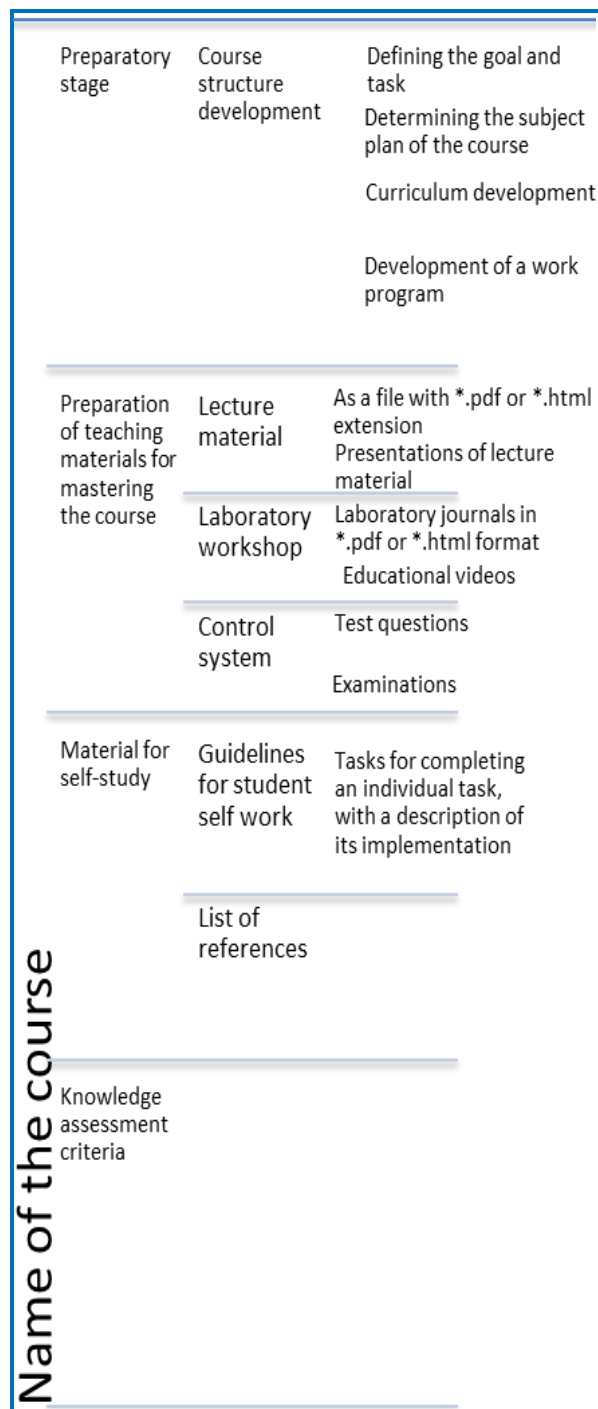 Name of the course
Preparatory
stage
Course
structure
development
Defining the goal and
task
Determining the subject
plan of the course
Curriculum development
Development of a work
program
Preparation
of teaching
materials for
mastering
the course
Lecture
material
As a file with *.pdf or *.html
extension
Presentations of lecture
material
Laboratory
workshop
Laboratory journals in
*.pdf or *.html format
Educational videos
Control
system
Test questions
Examinations
Material for
self-study
Guidelines
for student
self work
Tasks for completing
an individual task,
with a description of
its implementation
List of
references
Knowledge
assessment
criteria